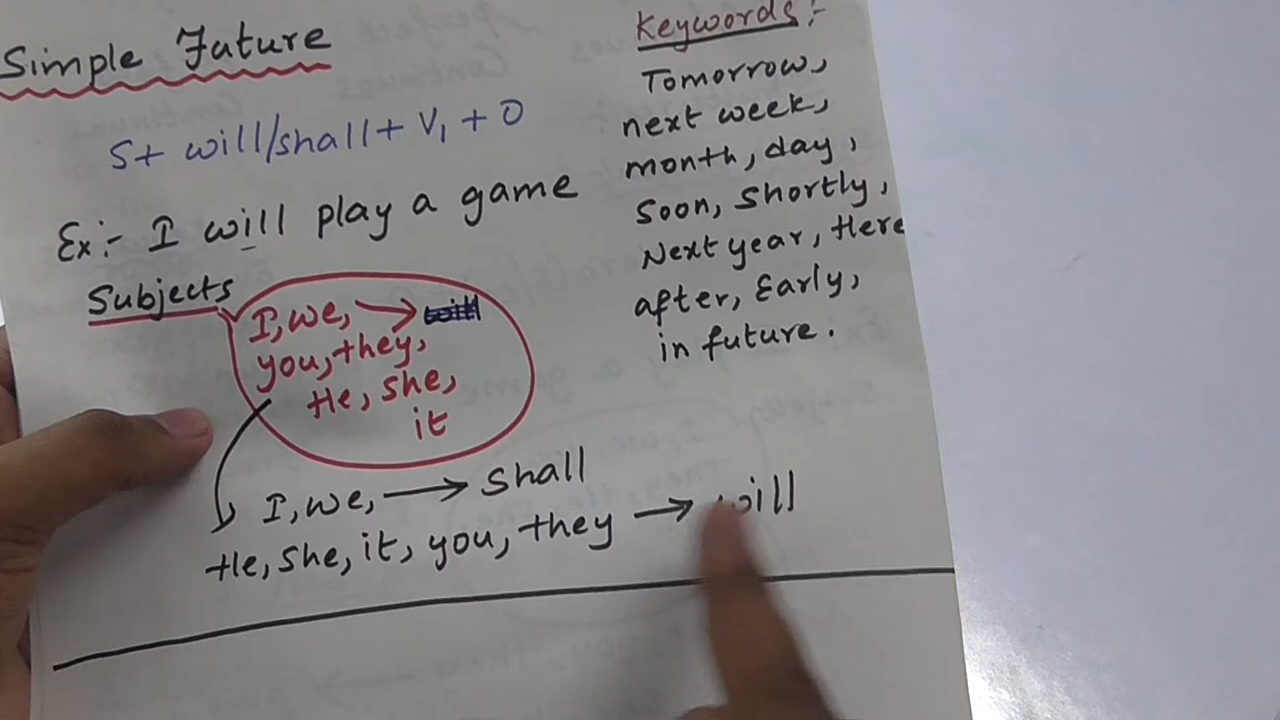 Simple Future
S+ will/shall + V1 + O
Ex:- I will play a game
Subjects
I, we, →
you, they,
He, she,
it
I, we, → Shall
He, She, it, you, they → will
Keywords:-
Tomorrow,
next week,
month, day,
Soon, Shortly,
Next year, Here
after, Early,
in future.